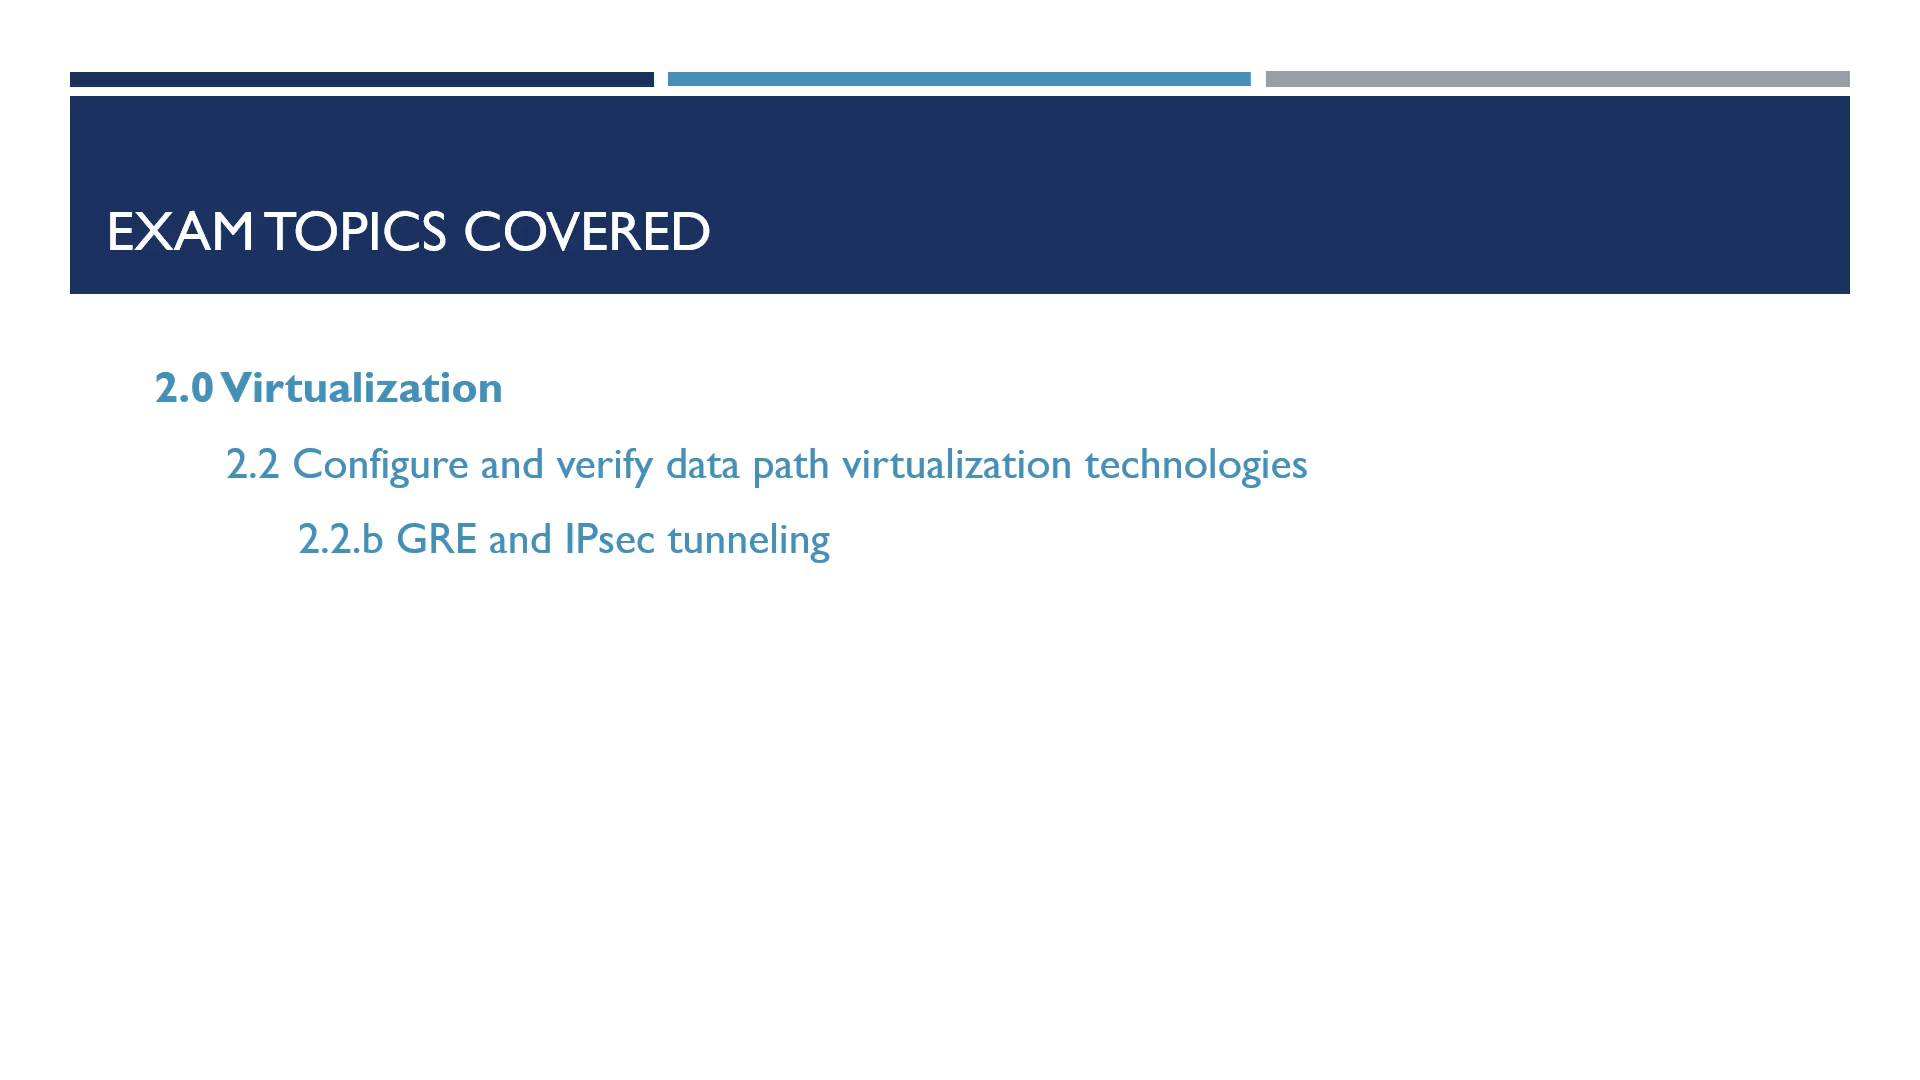 EXAM TOPICS COVERED
2.0 Virtualization
2.2 Configure and verify data path virtualization technologies
2.2.b GRE and IPsec tunneling